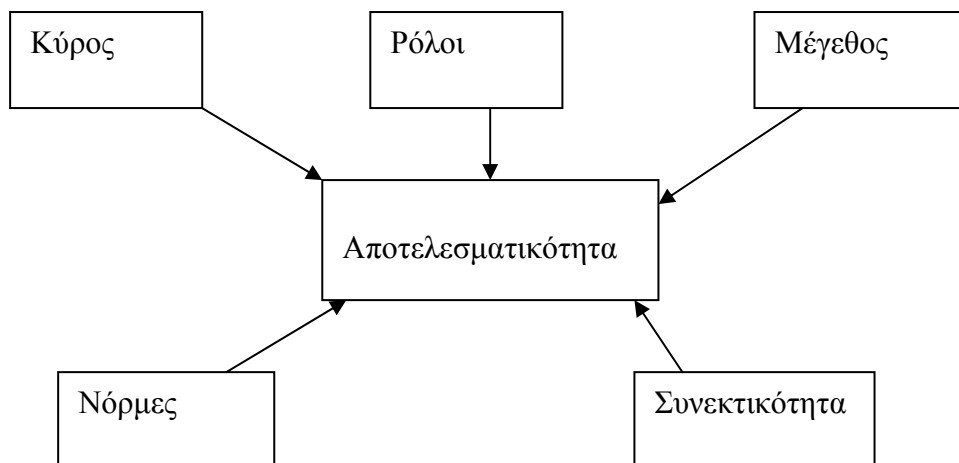 Κύρος
Ρόλοι
Μέγεθος
Αποτελεσματικότητα
Νόρμες
Συνεκτικότητα